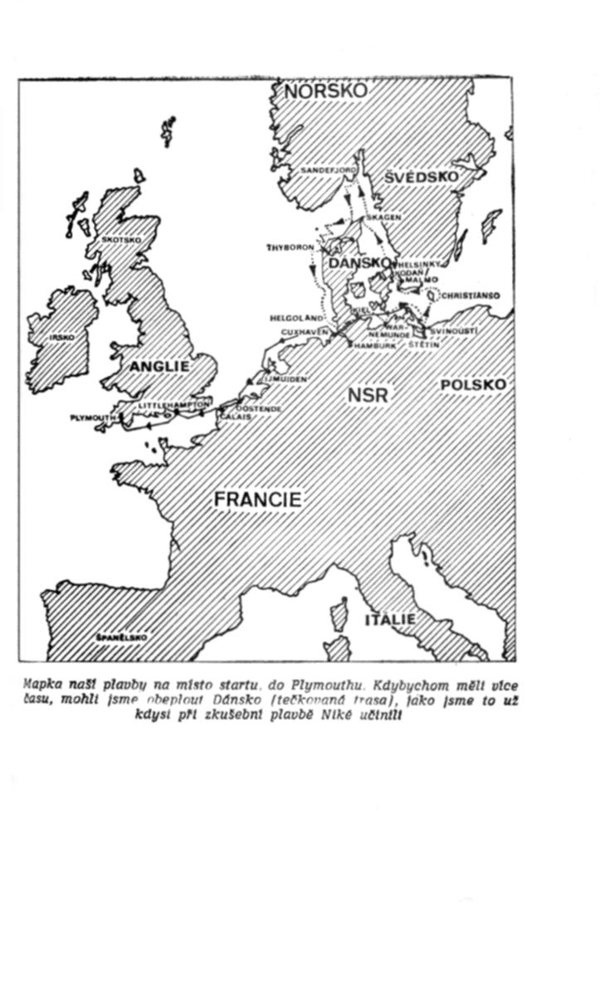 NORSKO
SANDEFJORD
ŠVÉDSKO
SKAGEN
SKOTSKO
THYBORON
DÁNSKO
HELSINKY
KODAŇ
MALMO
CHRISTIANSO
KIEL
HELGOLAND
CUXHAVEN
WAR-
NEMUNDE
SVINOUSTÍ
HAMBURK
STĚTÍN
IRSKO
ANGLIE
IJMUIDEN
NSR
POLSKO
LITTLEHAMPTON
OOSTENDE
PLYMOUTH
CALAIS
FRANCIE
ITÁLIE
ŠPANĚLSKO
Mapka naší plavby na místo startu, do Plymouthu. Kdybychom měli více
času, mohli jsme obeplout Dánsko (tečkovaná trasa), jako jsme to už
kdysi při zkušební plavbě Niké učinili